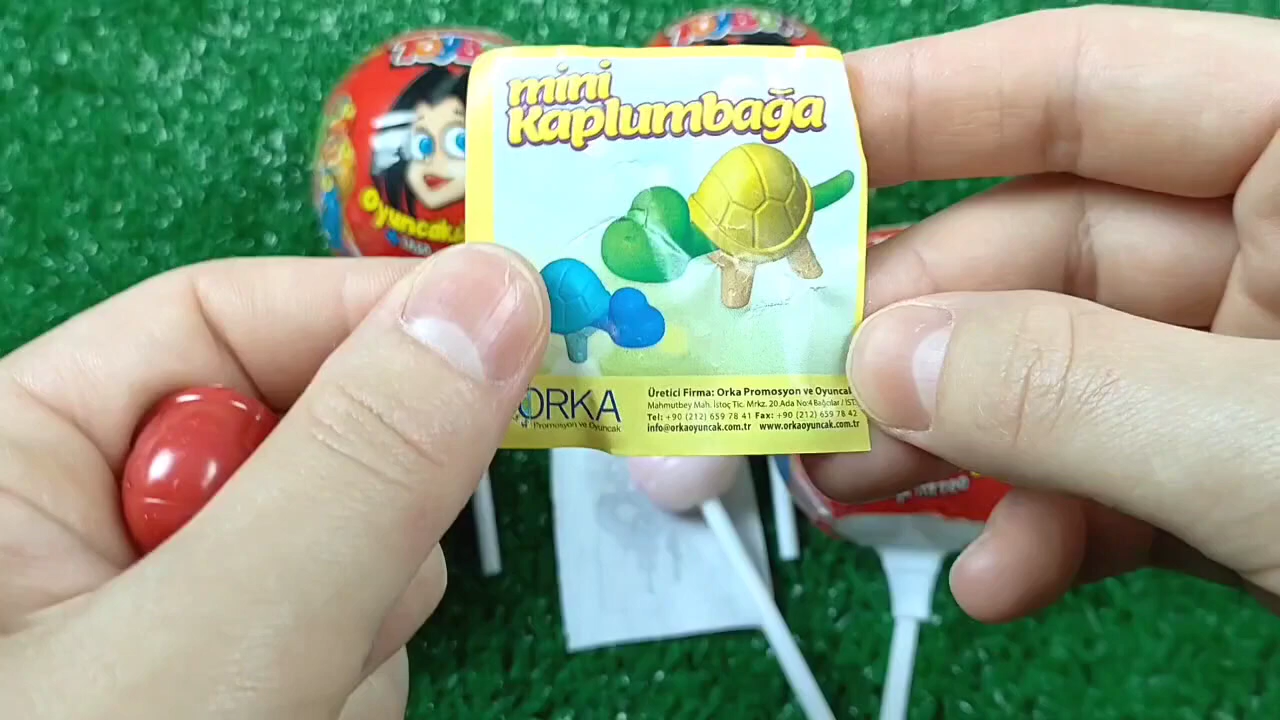 mini
Kaplumbağa
ORKA
Promosyon ve Oyuncak
Üretici Firma: Orka Promosyon ve Oyuncak
Mahmutbey Mah. İstoç Tic. Mrkz. 20.Ada No:4 Bağcılar / İST.
Tel: +90 (212) 659 78 41 Fax: +90 (212) 659 78 42
info@orkaoyuncak.com.tr www.orkaoyuncak.com.tr
Oyuncak